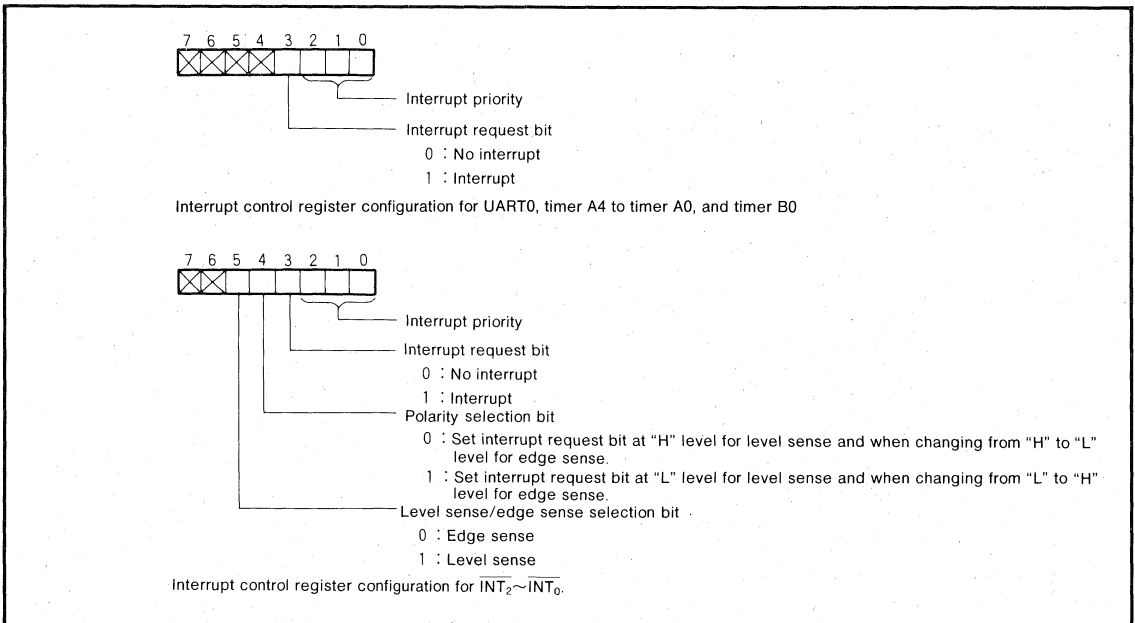 7 6 5 4 3 2 1 0
Interrupt priority
Interrupt request bit
0 : No interrupt
1 : Interrupt
Interrupt control register configuration for UART0, timer A4 to timer A0, and timer B0
7 6 5 4 3 2 1 0
Interrupt priority
Interrupt request bit
0 : No interrupt
1 : Interrupt
Polarity selection bit
0 : Set interrupt request bit at “H” level for level sense and when changing from “H” to “L”
level for edge sense.
1 : Set interrupt request bit at “L” level for level sense and when changing from “L” to “H”
level for edge sense.
Level sense/edge sense selection bit
0 : Edge sense
1 : Level sense
Interrupt control register configuration for I̅N̅T̅₂~I̅N̅T̅₀.